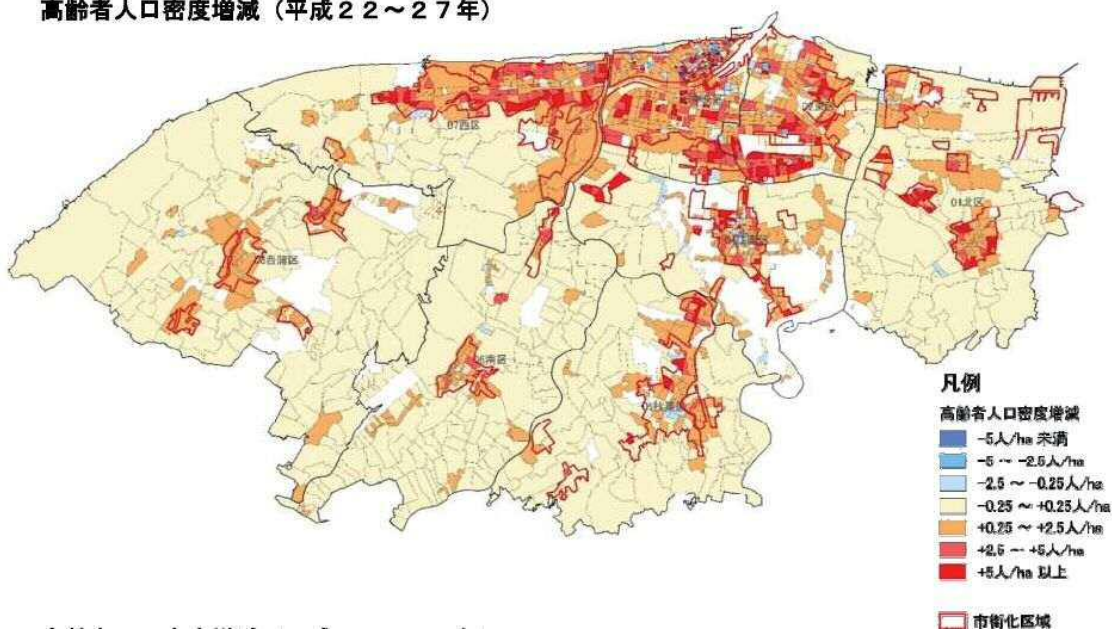 高齢者人口密度増減（平成２２～２７年）
07西区
01北区
06南区
凡例
高齢者人口密度増減
-5人/ha 未満
-5 ～ -2.5人/ha
-2.5 ～ -0.25人/ha
-0.25 ～ +0.25人/ha
+0.25 ～ +2.5人/ha
+2.5 ～ +5人/ha
+5人/ha 以上
市街化区域